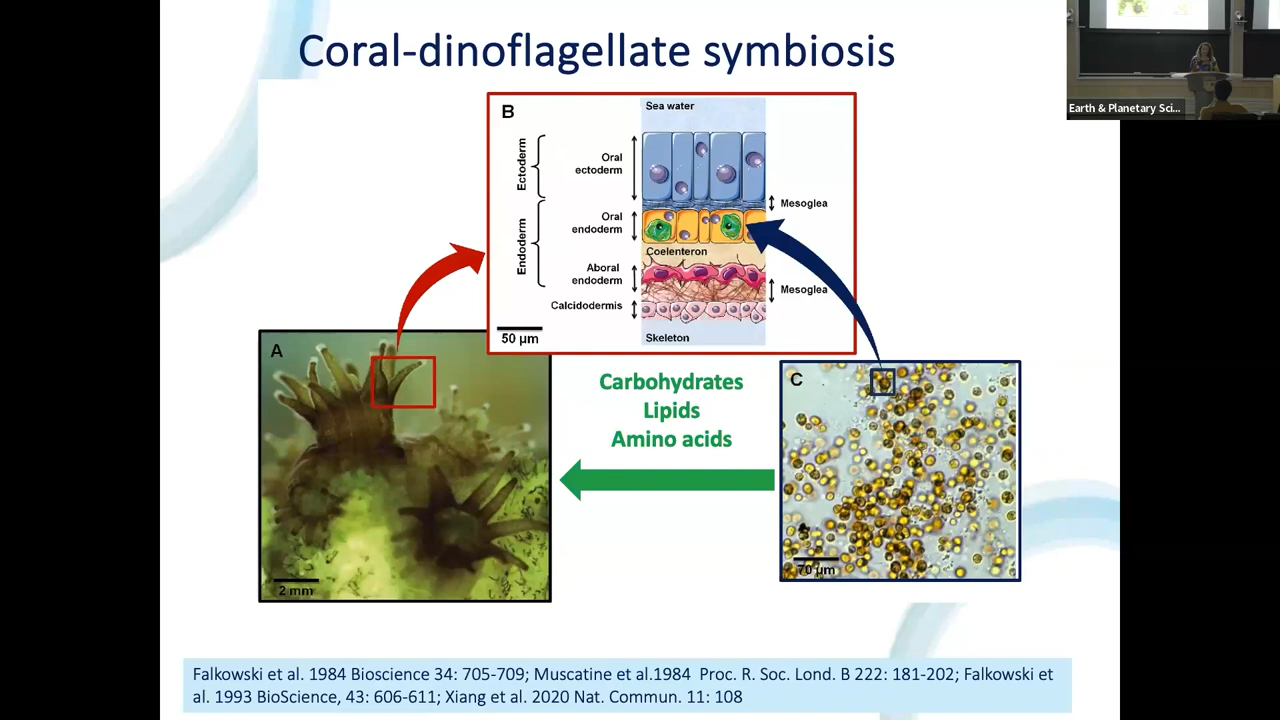 Coral-dinoflagellate symbiosis
Earth & Planetary Sci...
B
Sea water
Ectoderm
Oral
ectoderm
Mesoglea
Endoderm
Oral
endoderm
Coelenteron
Aboral
endoderm
Mesoglea
Calcidodermis
50 μm
Skeleton
A
2 mm
Carbohydrates
Lipids
Amino acids
C
70 μm
Falkowski et al. 1984 Bioscience 34: 705-709; Muscatine et al.1984 Proc. R. Soc. Lond. B 222: 181-202; Falkowski et
al. 1993 BioScience, 43: 606-611; Xiang et al. 2020 Nat. Commun. 11: 108